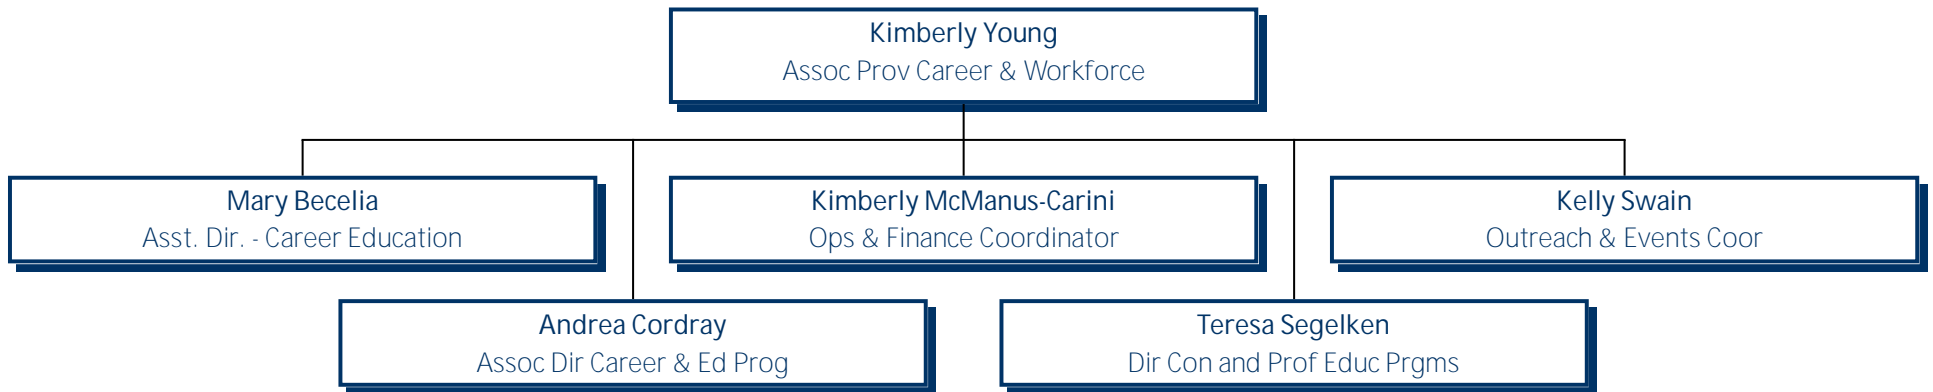 Kimberly Young
Assoc Prov Career & Workforce
Mary Becelia
Asst. Dir. - Career Education
Kimberly McManus-Carini
Ops & Finance Coordinator
Kelly Swain
Outreach & Events Coor
Andrea Cordray
Assoc Dir Career & Ed Prog
Teresa Segelken
Dir Con and Prof Educ Prgms